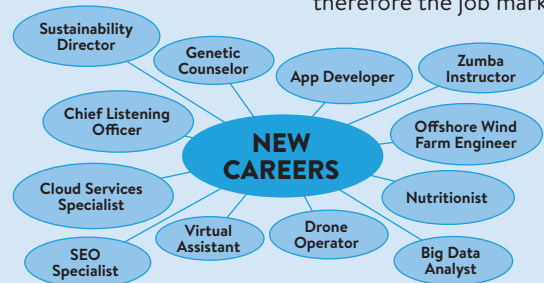 therefore the job mark
Sustainability
Director
Genetic
Counselor
App Developer
Zumba
Instructor
Chief Listening
Officer
NEW
CAREERS
Offshore Wind
Farm Engineer
Cloud Services
Specialist
Nutritionist
SEO
Specialist
Virtual
Assistant
Drone
Operator
Big Data
Analyst